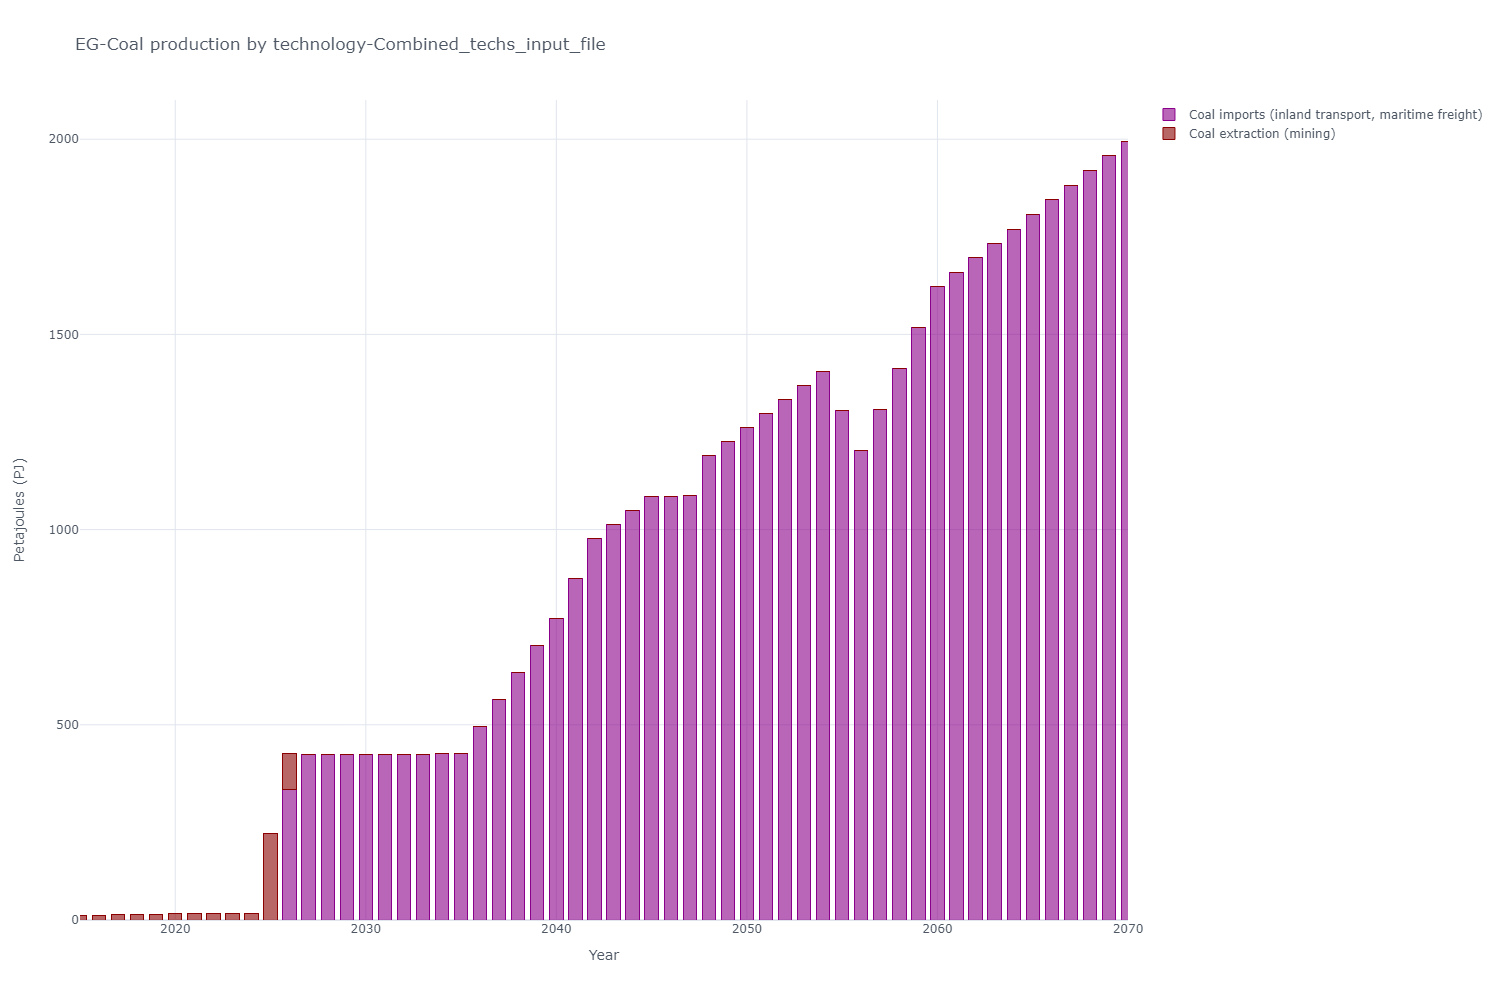 EG-Coal production by technology-Combined_techs_input_file
Coal imports (inland transport, maritime freight)
Coal extraction (mining)
2000
1500
1000
500
0
Petajoules (PJ)
2020
2030
2040
2050
2060
2070
Year